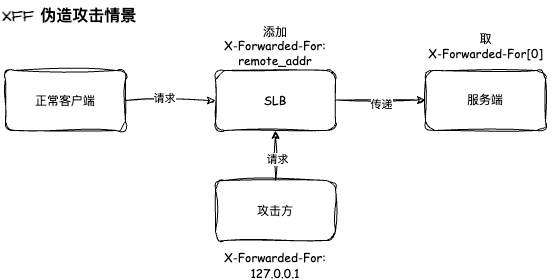 XFF 伪造攻击情景
添加
X-Forwarded-For:
remote_addr
取
X-Forwarded-For[0]
正常客户端
请求
SLB
传递
服务端
请求
攻击方
X-Forwarded-For:
127.0.0.1